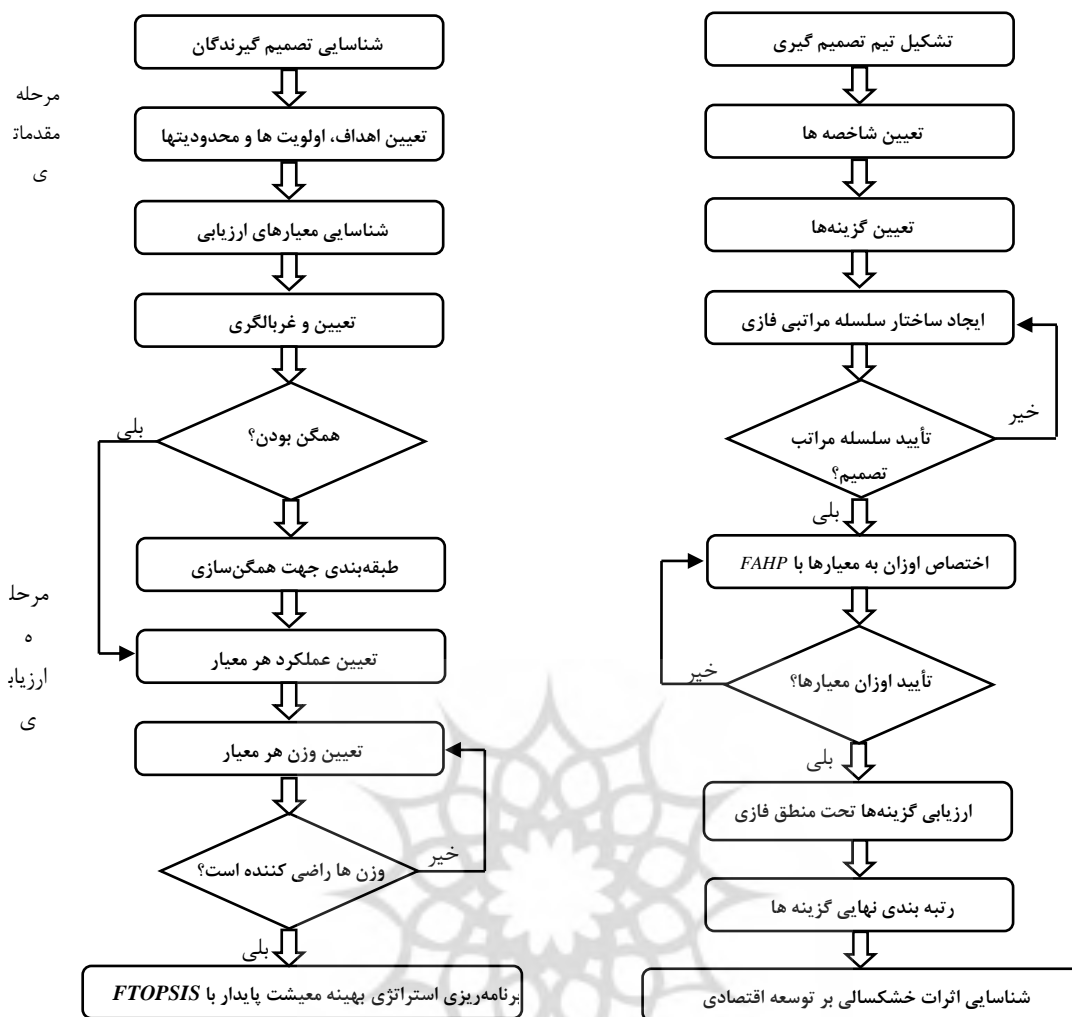 تشکیل تیم تصمیم گیری
تعیین شاخصه ها
تعیین گزینه‌ها
ایجاد ساختار سلسله مراتبی فازی
خیر
تأیید سلسله مراتب
تصمیم؟
بلی
اختصاص اوزان به معیارها با FAHP
خیر
تأیید اوزان معیارها؟
بلی
ارزیابی گزینه‌ها تحت منطق فازی
رتبه بندی نهایی گزینه ها
شناسایی اثرات خشکسالی بر توسعه اقتصادی
شناسایی تصمیم گیرندگان
تعیین اهداف، اولویت ها و محدودیتها
شناسایی معیارهای ارزیابی
تعیین و غربالگری
همگن بودن؟
بلی
طبقه‌بندی جهت همگن‌سازی
تعیین عملکرد هر معیار
تعیین وزن هر معیار
خیر
وزن ها راضی کننده است؟
بلی
برنامه‌ریزی استراتژی بهینه معیشت پایدار با FTOPSIS
مرحله
مقدمات
ی
مرحل
ه
ارزیاب
ی